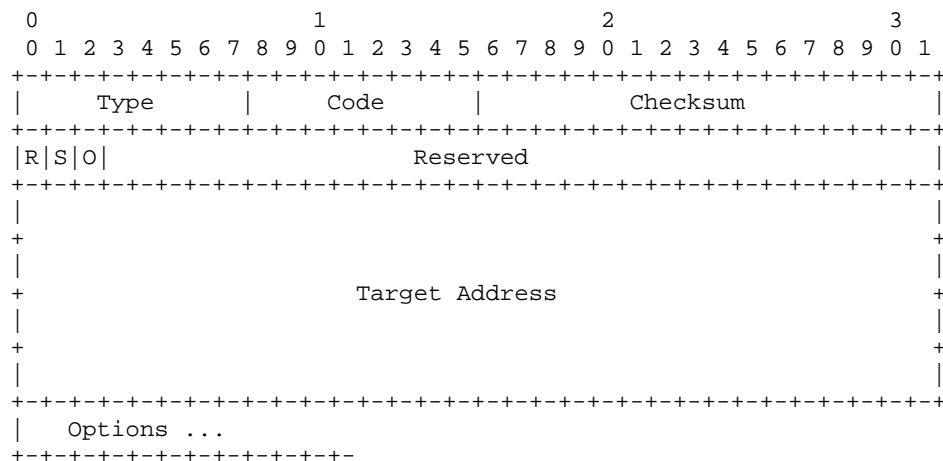 0                   1                   2                   3
 0 1 2 3 4 5 6 7 8 9 0 1 2 3 4 5 6 7 8 9 0 1 2 3 4 5 6 7 8 9 0 1
+-+-+-+-+-+-+-+-+-+-+-+-+-+-+-+-+-+-+-+-+-+-+-+-+-+-+-+-+-+-+-+-+
|     Type      |     Code      |          Checksum             |
+-+-+-+-+-+-+-+-+-+-+-+-+-+-+-+-+-+-+-+-+-+-+-+-+-+-+-+-+-+-+-+-+
|R|S|O|                     Reserved                            |
+-+-+-+-+-+-+-+-+-+-+-+-+-+-+-+-+-+-+-+-+-+-+-+-+-+-+-+-+-+-+-+-+
|                                                               |
+                                                               +
|                                                               |
+                       Target Address                          +
|                                                               |
+                                                               +
|                                                               |
+-+-+-+-+-+-+-+-+-+-+-+-+-+-+-+-+-+-+-+-+-+-+-+-+-+-+-+-+-+-+-+-+
|   Options ...
+-+-+-+-+-+-+-+-+-+-+-+-